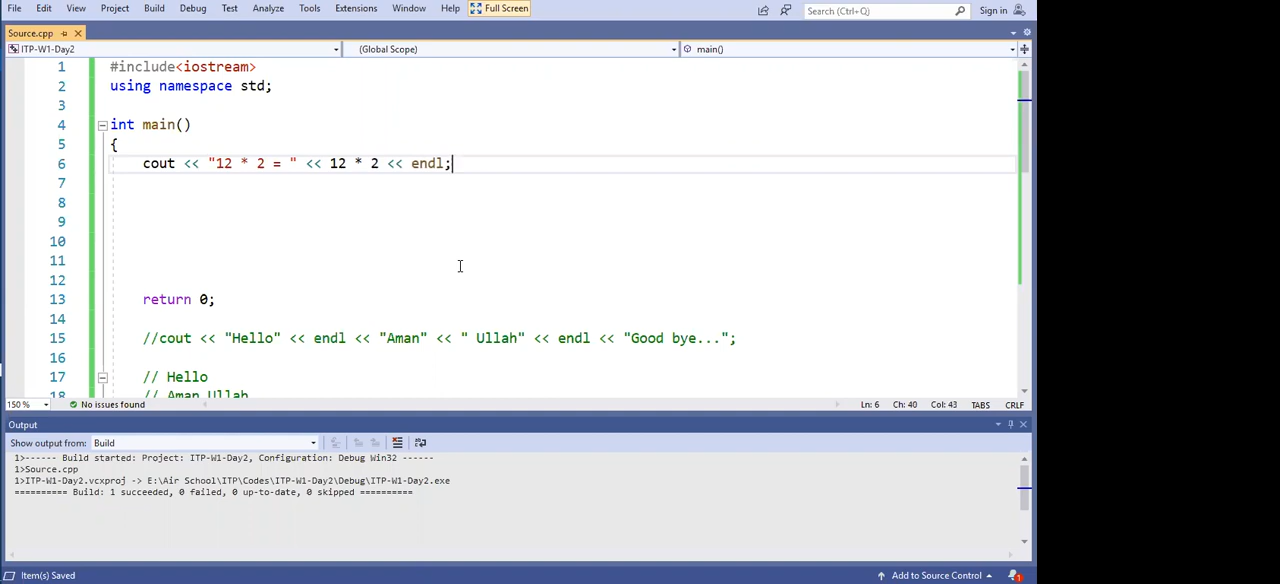 File Edit View Project Build Debug Test Analyze Tools Extensions Window Help Full Screen Search (Ctrl+Q) Sign in
Source.cpp
ITP-W1-Day2 (Global Scope) main()
1 #include<iostream>
2 using namespace std;
3
4 int main()
5 {
6 cout << "12 * 2 = " << 12 * 2 << endl;
7
8
9
10
11
12
13 return 0;
14
15 //cout << "Hello" << endl << "Aman" << " Ullah" << endl << "Good bye...";
16
17 // Hello
18 // Aman Ullah
150 % No issues found Ln: 6 Ch: 40 Col: 43 TABS CRLF
Output
Show output from: Build
1>------ Build started: Project: ITP-W1-Day2, Configuration: Debug Win32 ------
1>Source.cpp
1>ITP-W1-Day2.vcxproj -> E:\Air School\ITP\Codes\ITP-W1-Day2\Debug\ITP-W1-Day2.exe
========== Build: 1 succeeded, 0 failed, 0 up-to-date, 0 skipped ==========
Item(s) Saved Add to Source Control 1